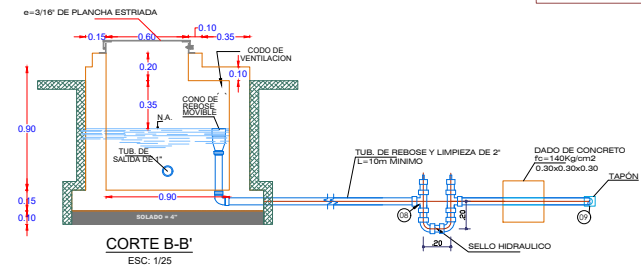 e=3/16" DE PLANCHA ESTRIADA
0.10
0.15 0.60 0.35
CODO DE
VENTILACION
0.20
0.10
0.35
CONO DE
REBOSE
MOVIBLE
0.90
N.A.
TUB. DE
SALIDA DE 1"
TUB. DE REBOSE Y LIMPIEZA DE 2"
L=10m MINIMO
DADO DE CONCRETO
fc=140Kg/cm2
0.30x0.30x0.30
TAPÓN
0.90
0.15
0.10
SOLADO = 4"
08
.20
09
.20
SELLO HIDRAULICO
CORTE B-B'
ESC: 1/25